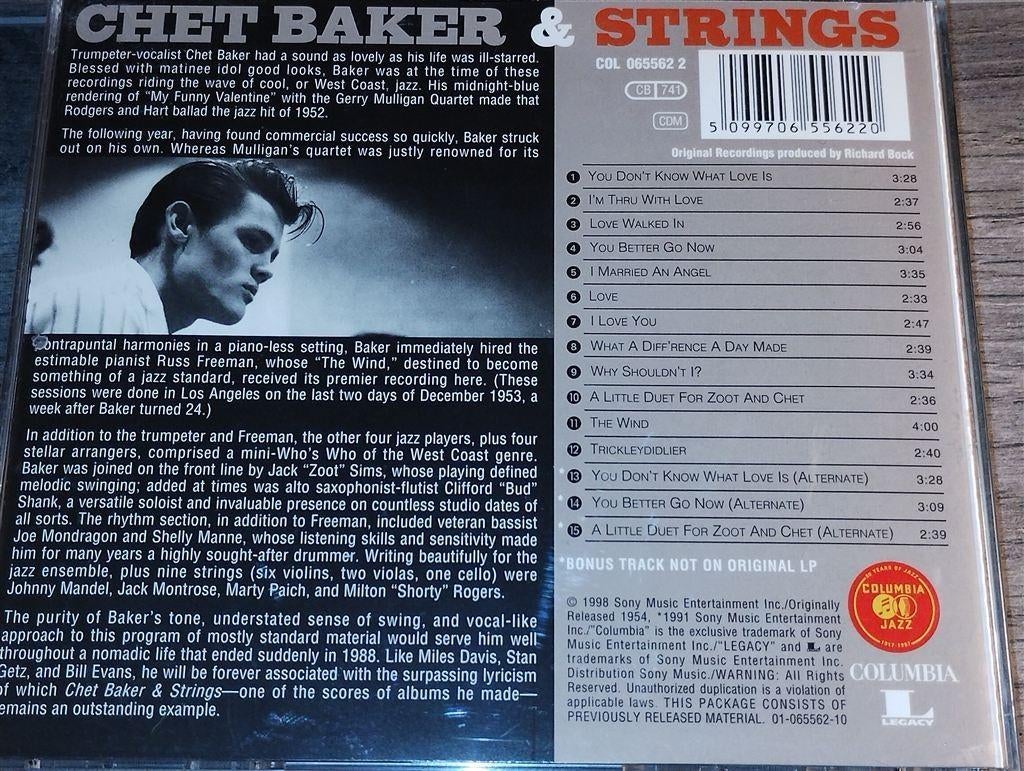 CHET BAKER & STRINGS
Trumpeter-vocalist Chet Baker had a sound as lovely as his life was ill-starred.
Blessed with matinee idol good looks, Baker was at the time of these
recordings riding the wave of cool, or West Coast, jazz. His midnight-blue
rendering of "My Funny Valentine" with the Gerry Mulligan Quartet made that
Rodgers and Hart ballad the jazz hit of 1952.
The following year, having found commercial success so quickly, Baker struck
out on his own. Whereas Mulligan's quartet was justly renowned for its
contrapuntal harmonies in a piano-less setting, Baker immediately hired the
estimable pianist Russ Freeman, whose "The Wind," destined to become
something of a jazz standard, received its premier recording here. (These
sessions were done in Los Angeles on the last two days of December 1953, a
week after Baker turned 24.)
In addition to the trumpeter and Freeman, the other four jazz players, plus four
stellar arrangers, comprised a mini-Who's Who of the West Coast genre.
Baker was joined on the front line by Jack "Zoot" Sims, whose playing defined
melodic swinging; added at times was alto saxophonist-flutist Clifford "Bud"
Shank, a versatile soloist and invaluable presence on countless studio dates of
all sorts. The rhythm section, in addition to Freeman, included veteran bassist
Joe Mondragon and Shelly Manne, whose listening skills and sensitivity made
him for many years a highly sought-after drummer. Writing beautifully for the
jazz ensemble, plus nine strings (six violins, two violas, one cello) were
Johnny Mandel, Jack Montrose, Marty Paich, and Milton "Shorty" Rogers.
The purity of Baker's tone, understated sense of swing, and vocal-like
approach to this program of mostly standard material would serve him well
throughout a nomadic life that ended suddenly in 1988. Like Miles Davis, Stan
Getz, and Bill Evans, he will be forever associated with the surpassing lyricism
of which Chet Baker & Strings—one of the scores of albums he made—
remains an outstanding example.
COL 065562 2
CB 741
CDM
5 099706 556220
Original Recordings produced by Richard Bock
1 YOU DON'T KNOW WHAT LOVE IS 3:28
2 I'M THRU WITH LOVE 2:37
3 LOVE WALKED IN 2:56
4 YOU BETTER GO NOW 3:04
5 I MARRIED AN ANGEL 3:35
6 LOVE 2:33
7 I LOVE YOU 2:47
8 WHAT A DIFF'RENCE A DAY MADE 2:39
9 WHY SHOULDN'T I? 3:34
10 A LITTLE DUET FOR ZOOT AND CHET 2:36
11 THE WIND 4:00
12 TRICKLEYDIDLIER 2:40
*13 YOU DON'T KNOW WHAT LOVE IS (ALTERNATE) 3:28
*14 YOU BETTER GO NOW (ALTERNATE) 3:09
*15 A LITTLE DUET FOR ZOOT AND CHET (ALTERNATE) 2:39
*BONUS TRACK NOT ON ORIGINAL LP
© 1998 Sony Music Entertainment Inc./Originally
Released 1954, *1991 Sony Music Entertainment
Inc./"Columbia" is the exclusive trademark of Sony
Music Entertainment Inc./"LEGACY" and L are
trademarks of Sony Music Entertainment Inc.
Distribution Sony Music./WARNING: All Rights
Reserved. Unauthorized duplication is a violation of
applicable laws. THIS PACKAGE CONSISTS OF
PREVIOUSLY RELEASED MATERIAL. 01-065562-10
YEARS OF JAZZ
COLUMBIA
JAZZ
1917-1997
COLUMBIA
L
LEGACY